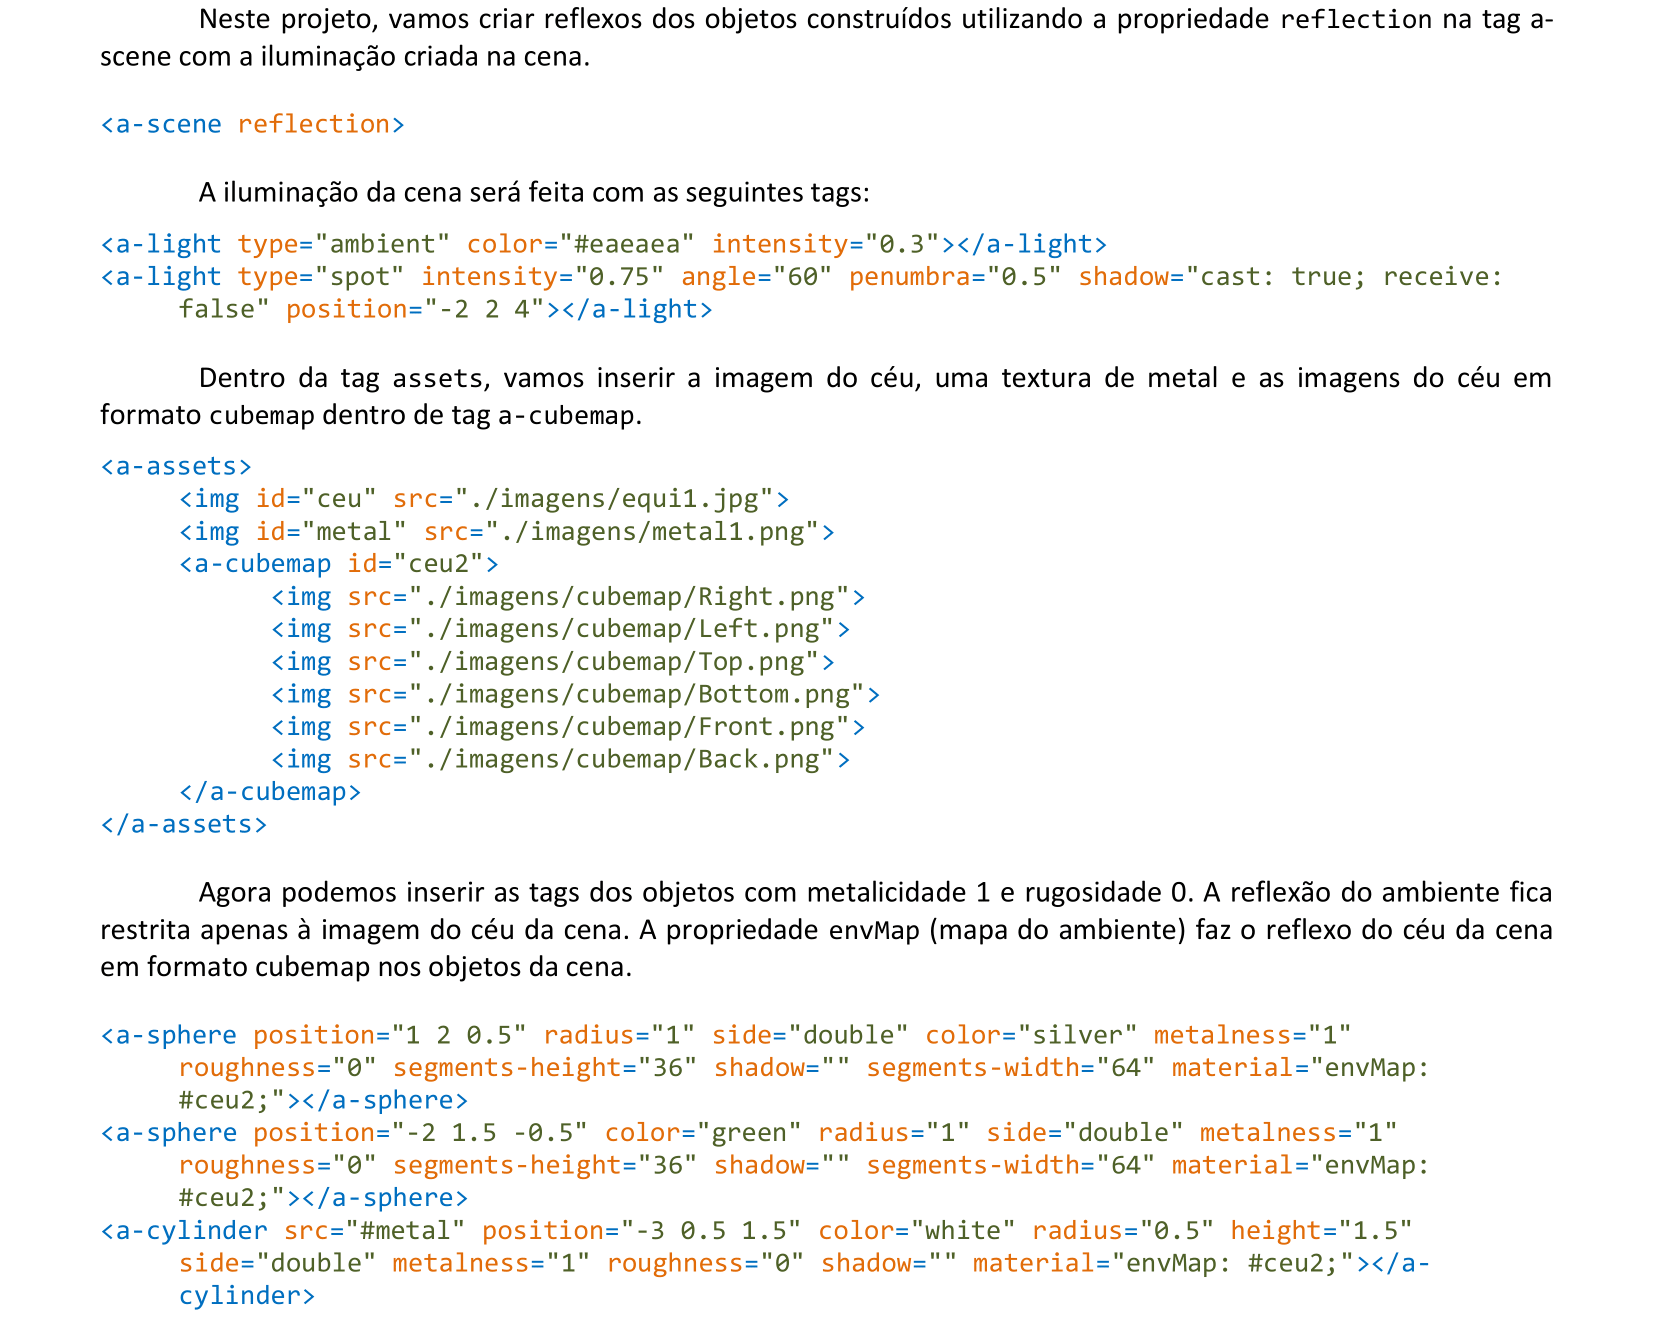 Neste projeto, vamos criar reflexos dos objetos construídos utilizando a propriedade reflection na tag a-
scene com a iluminação criada na cena.
<a-scene reflection>
A iluminação da cena será feita com as seguintes tags:
<a-light type="ambient" color="#eaeaea" intensity="0.3"></a-light>
<a-light type="spot" intensity="0.75" angle="60" penumbra="0.5" shadow="cast: true; receive:
false" position="-2 2 4"></a-light>
Dentro da tag assets, vamos inserir a imagem do céu, uma textura de metal e as imagens do céu em
formato cubemap dentro de tag a-cubemap.
<a-assets>
<img id="ceu" src="./imagens/equi1.jpg">
<img id="metal" src="./imagens/metal1.png">
<a-cubemap id="ceu2">
<img src="./imagens/cubemap/Right.png">
<img src="./imagens/cubemap/Left.png">
<img src="./imagens/cubemap/Top.png">
<img src="./imagens/cubemap/Bottom.png">
<img src="./imagens/cubemap/Front.png">
<img src="./imagens/cubemap/Back.png">
</a-cubemap>
</a-assets>
Agora podemos inserir as tags dos objetos com metalicidade 1 e rugosidade 0. A reflexão do ambiente fica
restrita apenas à imagem do céu da cena. A propriedade envMap (mapa do ambiente) faz o reflexo do céu da cena
em formato cubemap nos objetos da cena.
<a-sphere position="1 2 0.5" radius="1" side="double" color="silver" metalness="1"
roughness="0" segments-height="36" shadow="" segments-width="64" material="envMap:
#ceu2;"></a-sphere>
<a-sphere position="-2 1.5 -0.5" color="green" radius="1" side="double" metalness="1"
roughness="0" segments-height="36" shadow="" segments-width="64" material="envMap:
#ceu2;"></a-sphere>
<a-cylinder src="#metal" position="-3 0.5 1.5" color="white" radius="0.5" height="1.5"
side="double" metalness="1" roughness="0" shadow="" material="envMap: #ceu2;"></a-
cylinder>